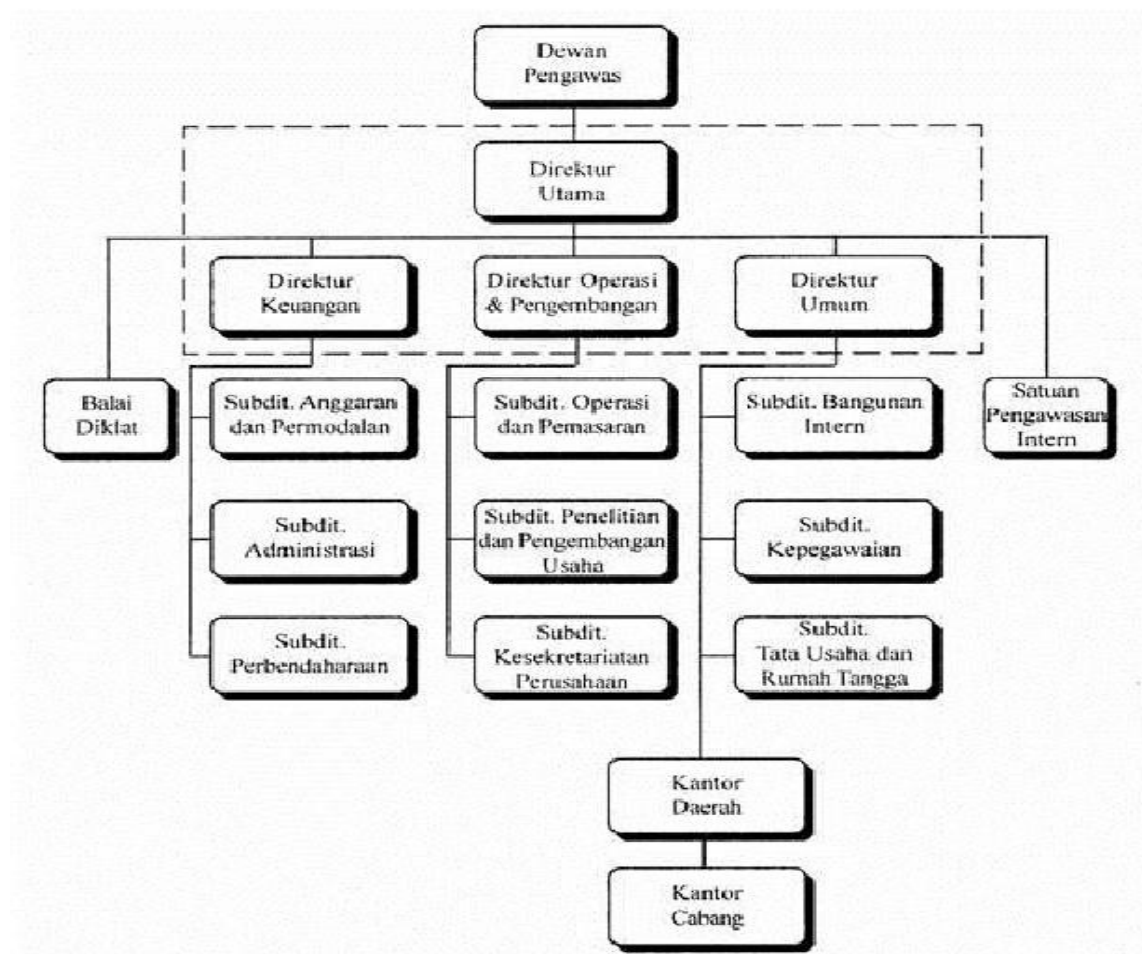 Dewan
Pengawas
Direktur
Utama
Direktur
Keuangan
Direktur Operasi
& Pengembangan
Direktur
Umum
Balai
Diklat
Subdit. Anggaran
dan Permodalan
Subdit. Operasi
dan Pemasaran
Subdit. Bangunan
Intern
Satuan
Pengawasan
Intern
Subdit.
Administrasi
Subdit. Penelitian
dan Pengembangan
Usaha
Subdit.
Kepegawaian
Subdit.
Perbendaharaan
Subdit.
Kesekretariatan
Perusahaan
Subdit.
Tata Usaha dan
Rumah Tangga
Kantor
Daerah
Kantor
Cabang